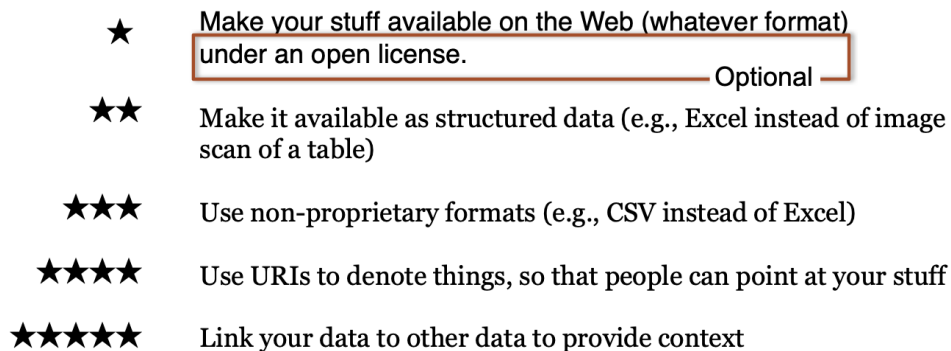 ★ Make your stuff available on the Web (whatever format)
under an open license.
Optional
★★ Make it available as structured data (e.g., Excel instead of image
scan of a table)
★★★ Use non-proprietary formats (e.g., CSV instead of Excel)
★★★★ Use URIs to denote things, so that people can point at your stuff
★★★★★ Link your data to other data to provide context